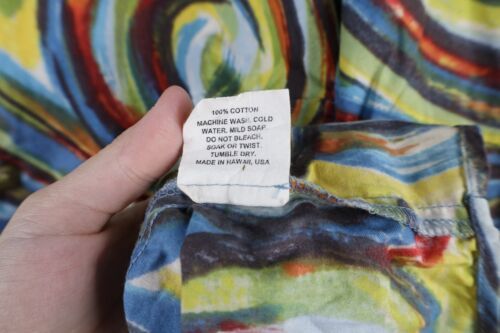 100% COTTON
MACHINE WASH. COLD
WATER. MILD SOAP.
DO NOT BLEACH.
SOAK OR TWIST.
TUMBLE DRY.
MADE IN HAWAII, USA